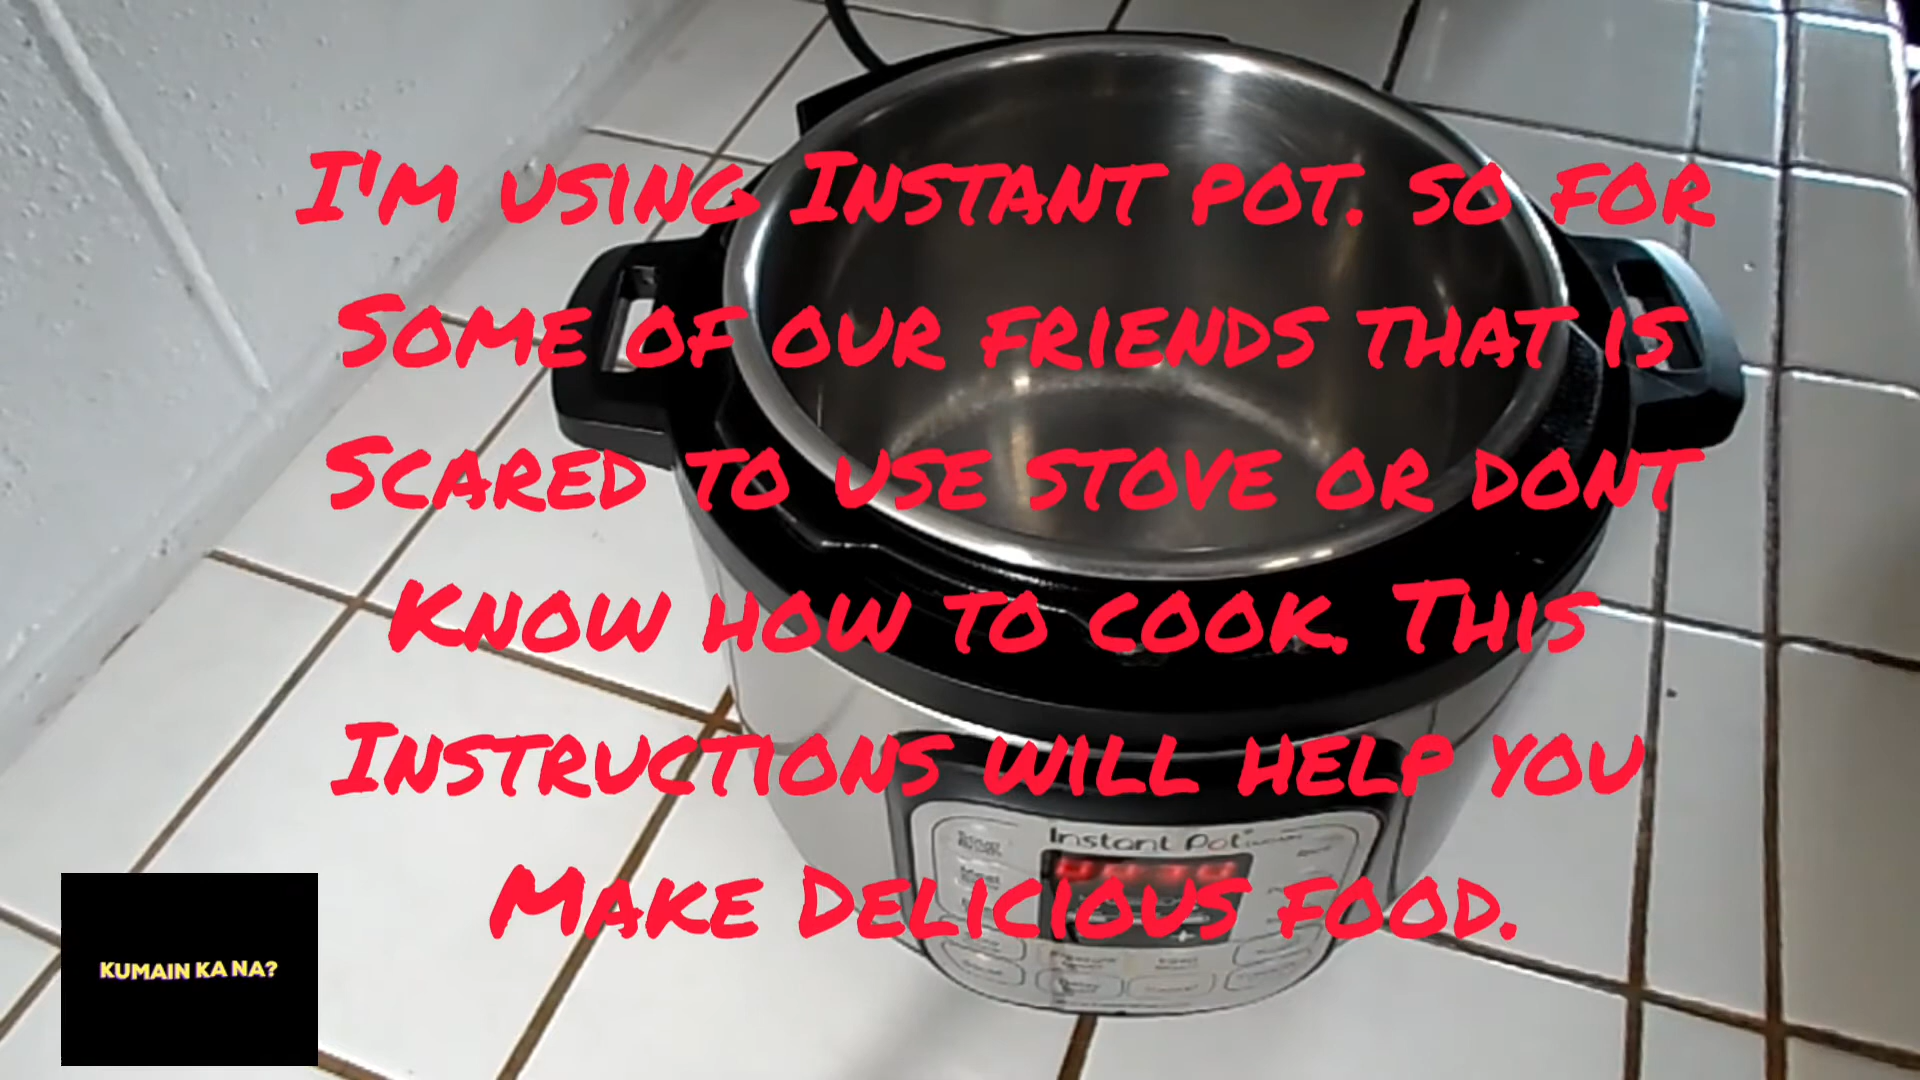 I'm using Instant pot. so for
Some of our friends that is
Scared to use stove or dont
Know how to cook. This
Instructions will help you
Make Delicious food.
Instant Pot
KUMAIN KA NA?